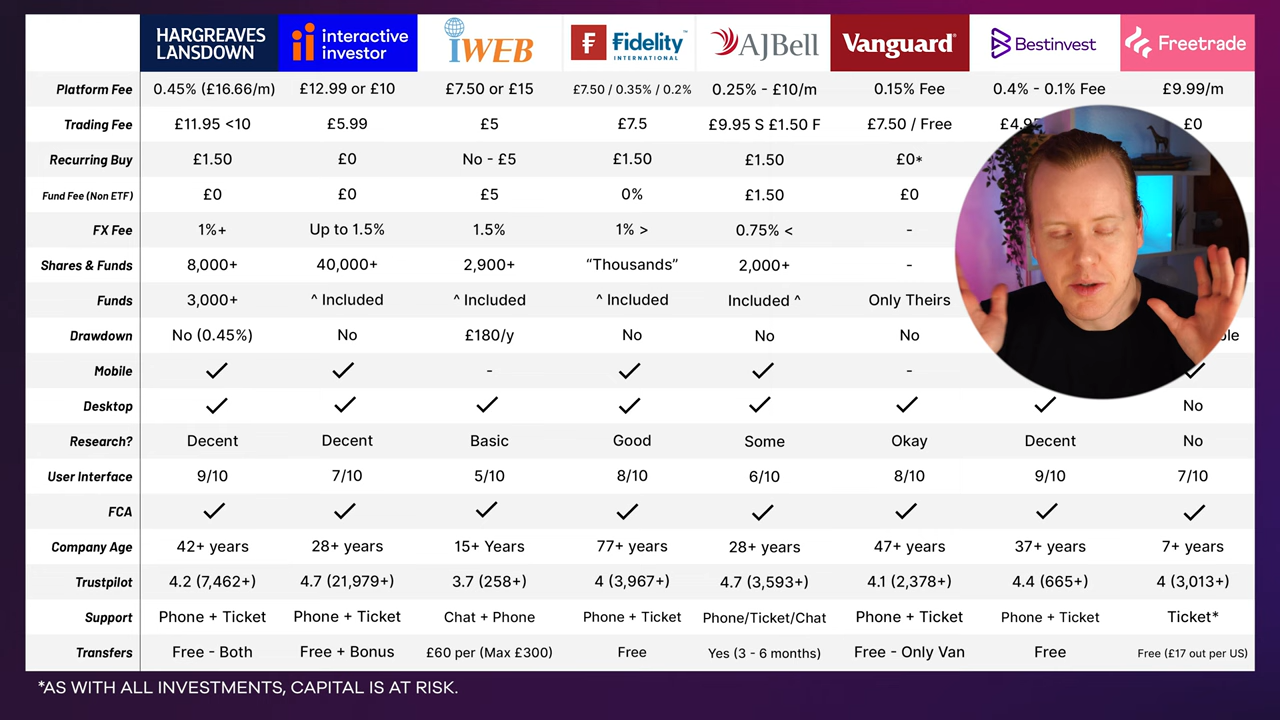 HARGREAVES LANSDOWN interactive investor iWEB Fidelity INTERNATIONAL AJBell Vanguard Bestinvest Freetrade
Platform Fee 0.45% (£16.66/m) £12.99 or £10 £7.50 or £15 £7.50 / 0.35% / 0.2% 0.25% - £10/m 0.15% Fee 0.4% - 0.1% Fee £9.99/m
Trading Fee £11.95 <10 £5.99 £5 £7.5 £9.95 S £1.50 F £7.50 / Free £0
Recurring Buy £1.50 £0 No - £5 £1.50 £1.50 £0*
Fund Fee (Non ETF) £0 £0 £5 0% £1.50 £0
FX Fee 1%+ Up to 1.5% 1.5% 1% > 0.75% < -
Shares & Funds 8,000+ 40,000+ 2,900+ “Thousands” 2,000+ -
Funds 3,000+ ^ Included ^ Included ^ Included Included ^ Only Theirs
Drawdown No (0.45%) No £180/y No No No
Mobile - -
Desktop No
Research? Decent Decent Basic Good Some Okay Decent No
User Interface 9/10 7/10 5/10 8/10 6/10 8/10 9/10 7/10
FCA
Company Age 42+ years 28+ years 15+ Years 77+ years 28+ years 47+ years 37+ years 7+ years
Trustpilot 4.2 (7,462+) 4.7 (21,979+) 3.7 (258+) 4 (3,967+) 4.7 (3,593+) 4.1 (2,378+) 4.4 (665+) 4 (3,013+)
Support Phone + Ticket Phone + Ticket Chat + Phone Phone + Ticket Phone/Ticket/Chat Phone + Ticket Phone + Ticket Ticket*
Transfers Free - Both Free + Bonus £60 per (Max £300) Free Yes (3 - 6 months) Free - Only Van Free Free (£17 out per US)
*AS WITH ALL INVESTMENTS, CAPITAL IS AT RISK.